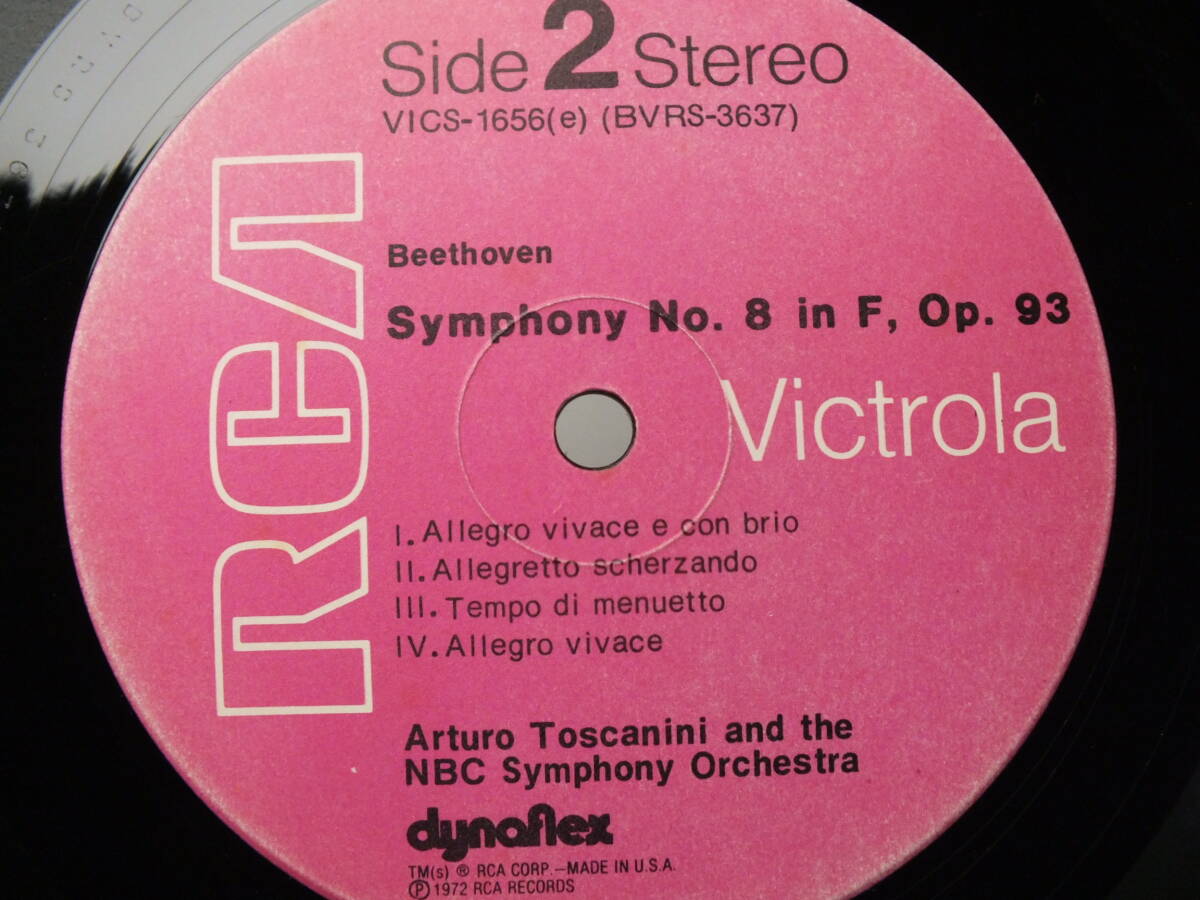 Side 2 Stereo
VICS-1656(e) (BVRS-3637)
RCA
Beethoven
Symphony No. 8 in F, Op. 93
Victrola
I. Allegro vivace e con brio
II. Allegretto scherzando
III. Tempo di menuetto
IV. Allegro vivace
Arturo Toscanini and the
NBC Symphony Orchestra
dynaflex
TM(s) ® RCA CORP.—MADE IN U.S.A.
Ⓟ 1972 RCA RECORDS